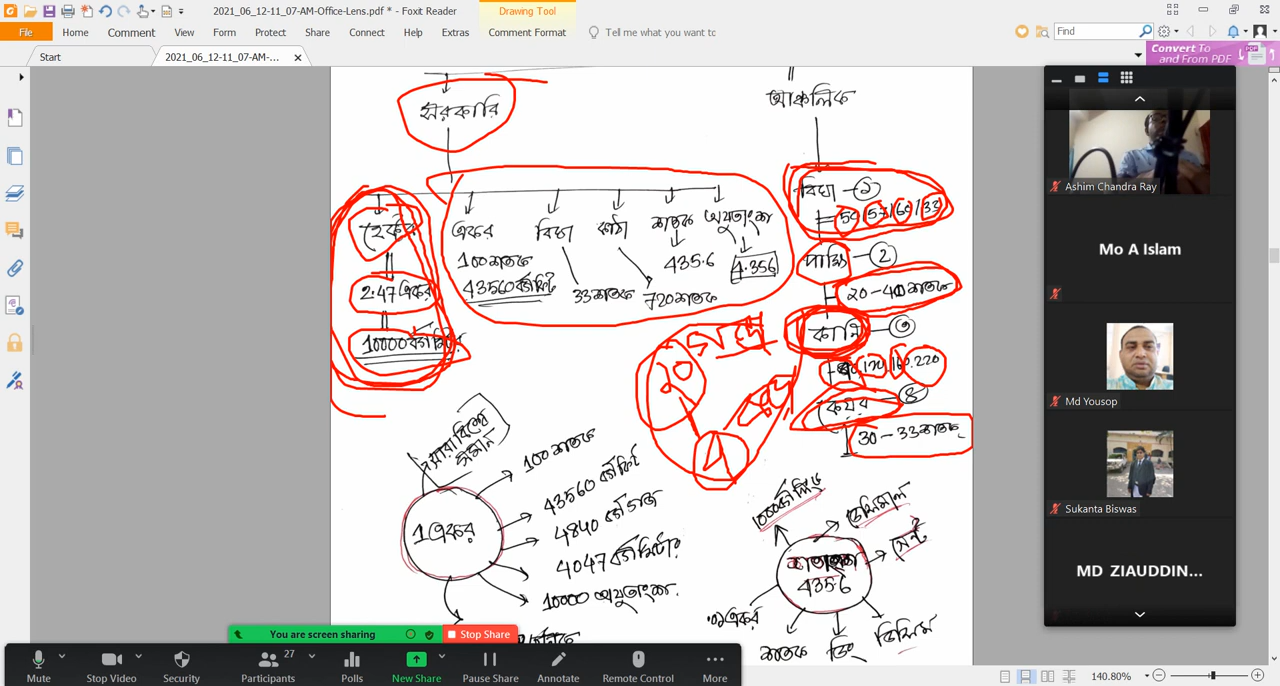 2021_06_12-11_07-AM-Office-Lens.pdf * - Foxit Reader
Drawing Tool
File
Home
Comment
View
Form
Protect
Share
Connect
Help
Extras
Comment Format
Tell me what you want to
Find
Start
2021_06_12-11_07-AM-...
Convert To
and From PDF
সরকারি
আঞ্চলিক
একর
বিঘা
কাঠা
শতক
অযুতাংশ
100 শতক
435.6
4.356
43560 বর্গফিট
33 শতক
720
2.47 একর
10000 বর্গমিটার
বিঘা - ১
2
20-40 শতক
কানি - ৩
৪
30-33 শতক
1 একর
100 শতক
43560 বর্গফিট
4840 বর্গগজ
4047 বর্গমিটার
10000 অযুতাংশ
1000
ডেসিমাল
435.6
শতক
Ashim Chandra Ray
Mo A Islam
Md Yousop
Sukanta Biswas
MD ZIAUDDIN...
You are screen sharing
Stop Share
Mute
Stop Video
Security
27
Participants
Polls
New Share
Pause Share
Annotate
Remote Control
More
140.80%